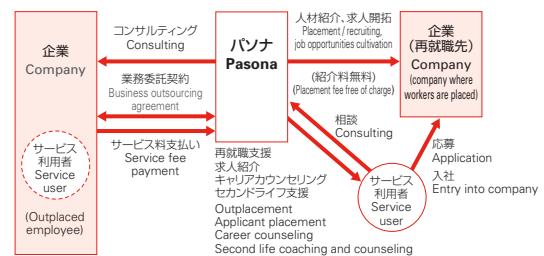 企業
Company
サービス
利用者
Service
user
(Outplaced
employee)
コンサルティング
Consulting
業務委託契約
Business outsourcing
agreement
サービス料支払い
Service fee
payment
パソナ
Pasona
人材紹介、求人開拓
Placement / recruiting,
job opportunities cultivation
(紹介料無料)
(Placement fee free of charge)
相談
Consulting
再就職支援
求人紹介
キャリアカウンセリング
セカンドライフ支援
Outplacement
Applicant placement
Career counseling
Second life coaching and counseling
サービス
利用者
Service
user
企業
(再就職先)
Company
(company where
workers are placed)
応募
Application
入社
Entry into company